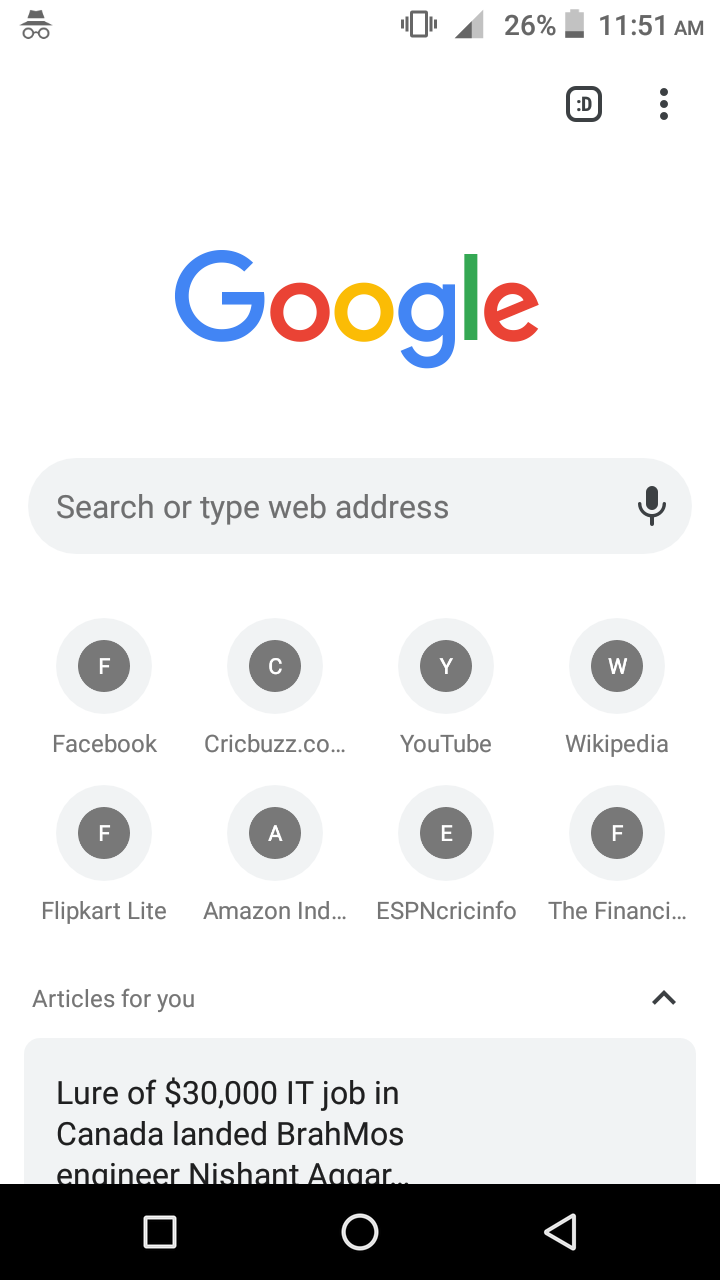 26% 11:51 AM
:D
Google
Search or type web address
F C Y W
Facebook Cricbuzz.co... YouTube Wikipedia
F A E F
Flipkart Lite Amazon Ind... ESPNcricinfo The Financi...
Articles for you
Lure of $30,000 IT job in
Canada landed BrahMos
engineer Nishant Aggar...